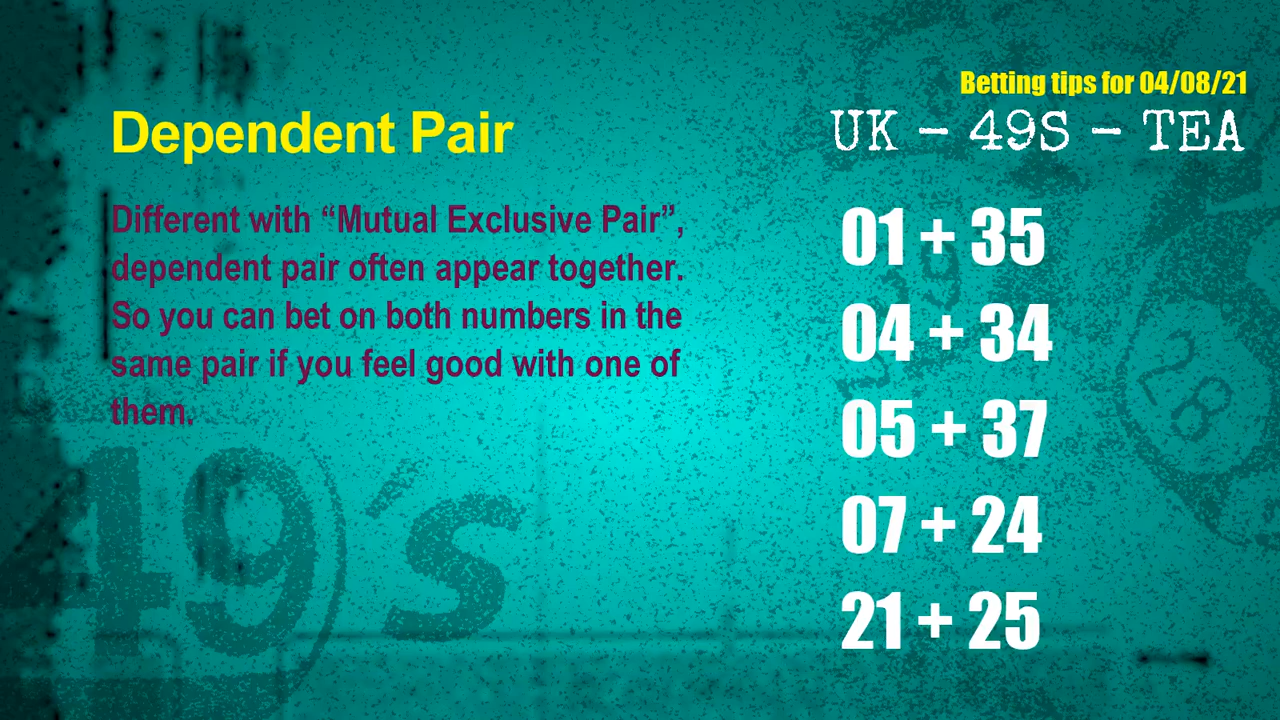 Betting tips for 04/08/21
UK - 49S - TEA
Dependent Pair
Different with “Mutual Exclusive Pair”,
dependent pair often appear together.
So you can bet on both numbers in the
same pair if you feel good with one of
them.
01 + 35
04 + 34
05 + 37
07 + 24
21 + 25
49's
28